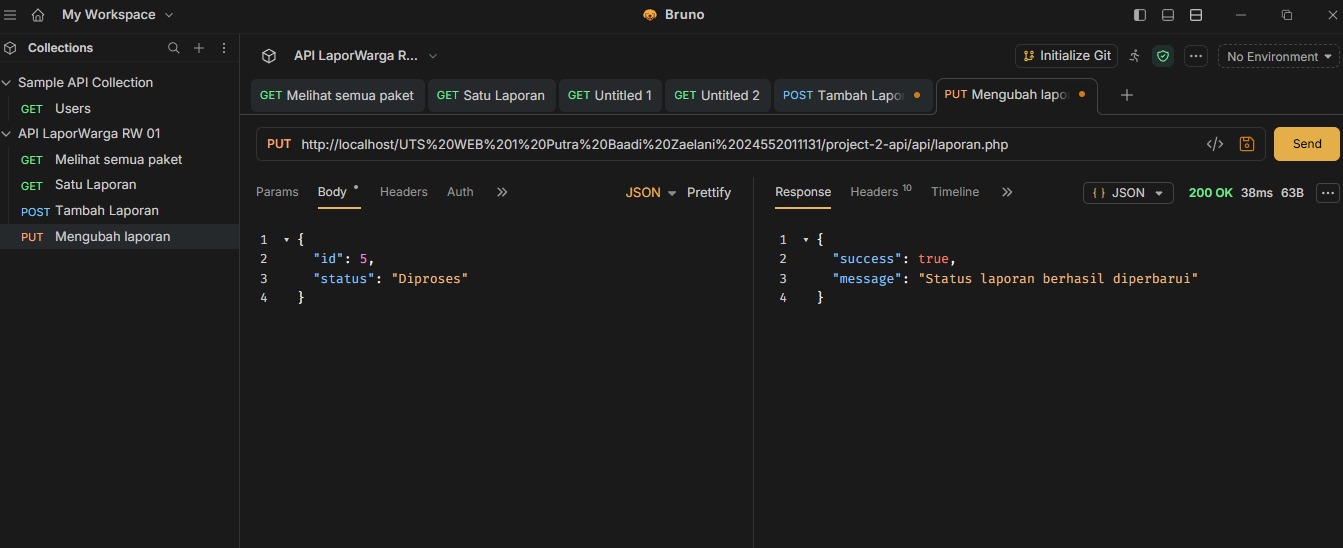 My Workspace
Bruno
Collections
API LaporWarga R...
Initialize Git
No Environment
Sample API Collection
GET Users
API LaporWarga RW 01
GET Melihat semua paket
GET Satu Laporan
POST Tambah Laporan
PUT Mengubah laporan
GET Melihat semua paket
GET Satu Laporan
GET Untitled 1
GET Untitled 2
POST Tambah Lapo
PUT Mengubah lapo
PUT http://localhost/UTS%20WEB%201%20Putra%20Baadi%20Zaelani%2024552011131/project-2-api/api/laporan.php
Send
Params Body Headers Auth
JSON Prettify
1 {
2 "id": 5,
3 "status": "Diproses"
4 }
Response Headers 10 Timeline
{ } JSON
200 OK 38ms 63B
1 {
2 "success": true,
3 "message": "Status laporan berhasil diperbarui"
4 }